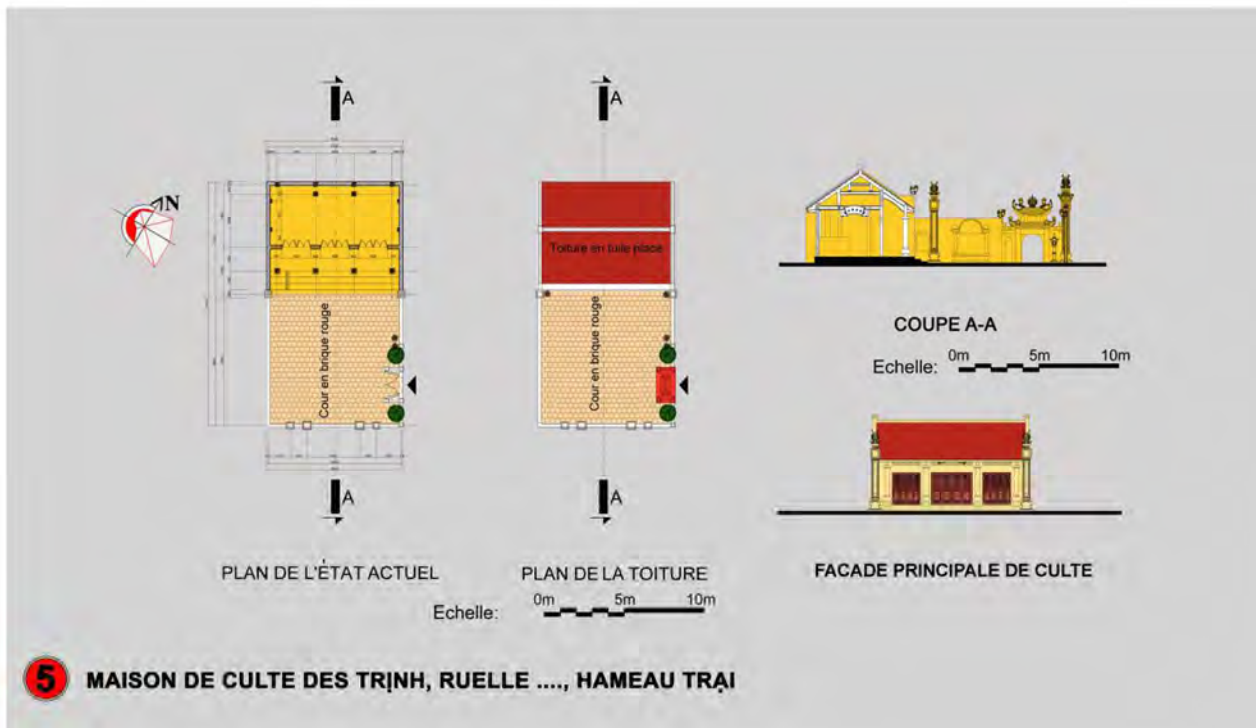 A
A
N
Toiture en tuile place
Cour en brique rouge
Cour en brique rouge
COUPE A-A
Echelle: 0m 5m 10m
A
A
PLAN DE L'ÉTAT ACTUEL
PLAN DE LA TOITURE
FACADE PRINCIPALE DE CULTE
Echelle: 0m 5m 10m
5 MAISON DE CULTE DES TRỊNH, RUELLE ...., HAMEAU TRẠI